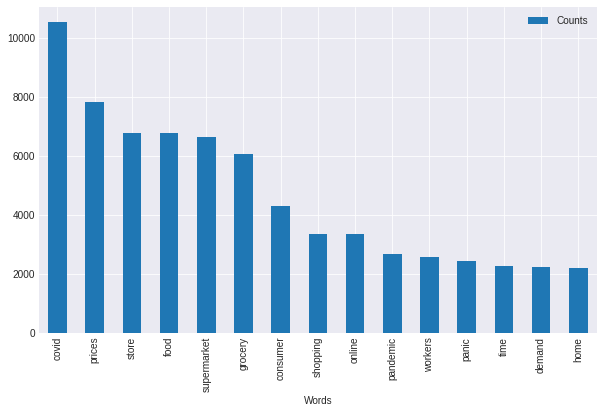 Counts
10000
8000
6000
4000
2000
0
covid
prices
store
food
supermarket
grocery
consumer
shopping
online
pandemic
workers
panic
time
demand
home
Words